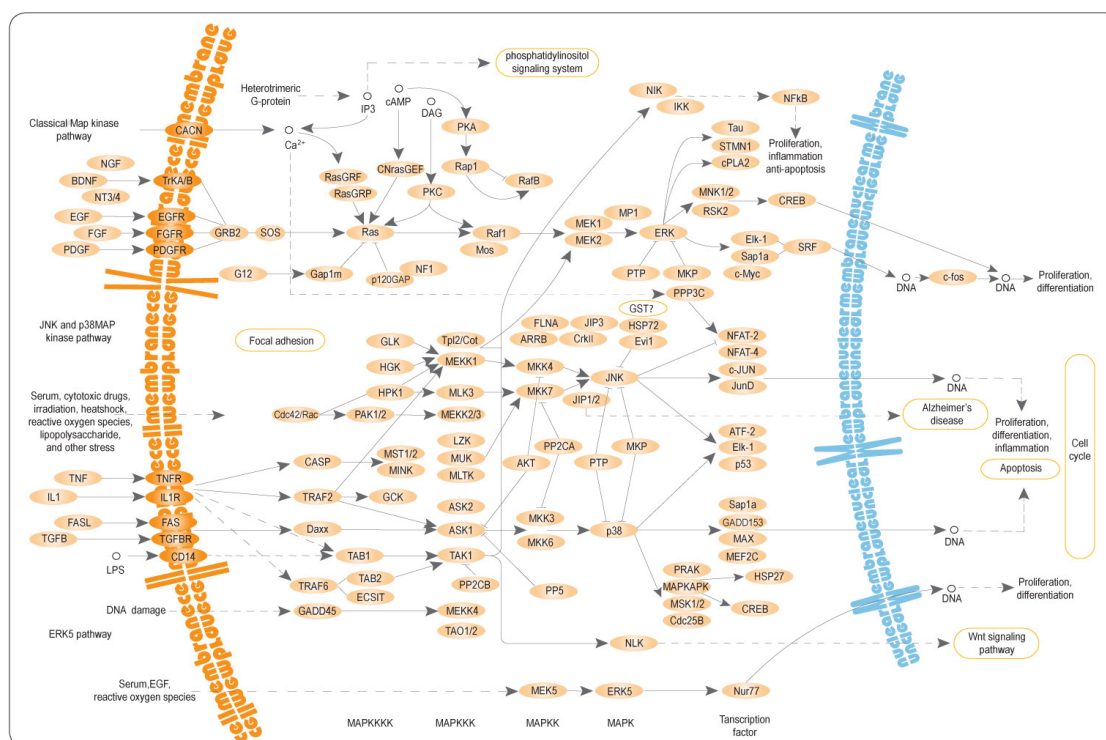 phosphatidylinositol
signaling system
Heterotrimeric
G-protein
IP3
cAMP
DAG
NIK
IKK
NFkB
Classical Map kinase
pathway
CACN
Ca2+
PKA
Tau
STMN1
cPLA2
Proliferation,
inflammation
anti-apoptosis
NGF
BDNF
NT3/4
TrKA/B
RasGRF
RasGRP
CNrasGEF
PKC
Rap1
RafB
MNK1/2
RSK2
CREB
EGF
FGF
PDGF
EGFR
FGFR
PDGFR
GRB2
SOS
Ras
Raf1
Mos
MEK1
MEK2
MP1
ERK
Elk-1
Sap1a
c-Myc
SRF
G12
Gap1m
p120GAP
NF1
PTP
MKP
PPP3C
DNA
c-fos
DNA
Proliferation,
differentiation
JNK and p38MAP
kinase pathway
Focal adhesion
GLK
HGK
HPK1
Tpl2/Cot
MEKK1
MLK3
MEKK2/3
FLNA
ARRB
JIP3
CrkII
GST?
HSP72
Evi1
MKK4
MKK7
JNK
JIP1/2
NFAT-2
NFAT-4
c-JUN
JunD
DNA
Serum, cytotoxic drugs,
irradiation, heatshock,
reactive oxygen species,
lipopolysaccharide,
and other stress
Cdc42/Rac
PAK1/2
Alzheimer's
disease
Proliferation,
differentiation,
inflammation
Cell
cycle
Apoptosis
LZK
MUK
MLTK
PP2CA
AKT
PTP
MKP
ATF-2
Elk-1
p53
TNF
IL1
FASL
TGFB
LPS
TNFR
IL1R
FAS
TGFBR
CD14
CASP
MST1/2
MINK
TRAF2
GCK
Daxx
ASK2
ASK1
MKK3
MKK6
p38
Sap1a
GADD153
MAX
MEF2C
DNA
TAB1
TAK1
TRAF6
TAB2
ECSIT
PP2CB
PP5
PRAK
MAPKAPK
MSK1/2
Cdc25B
HSP27
CREB
DNA
Proliferation,
differentiation
DNA damage
GADD45
MEKK4
TAO1/2
ERK5 pathway
NLK
Wnt signaling
pathway
Serum,EGF,
reactive oxygen species
MEK5
ERK5
Nur77
MAPKKKK
MAPKKK
MAPKK
MAPK
Transcription
factor